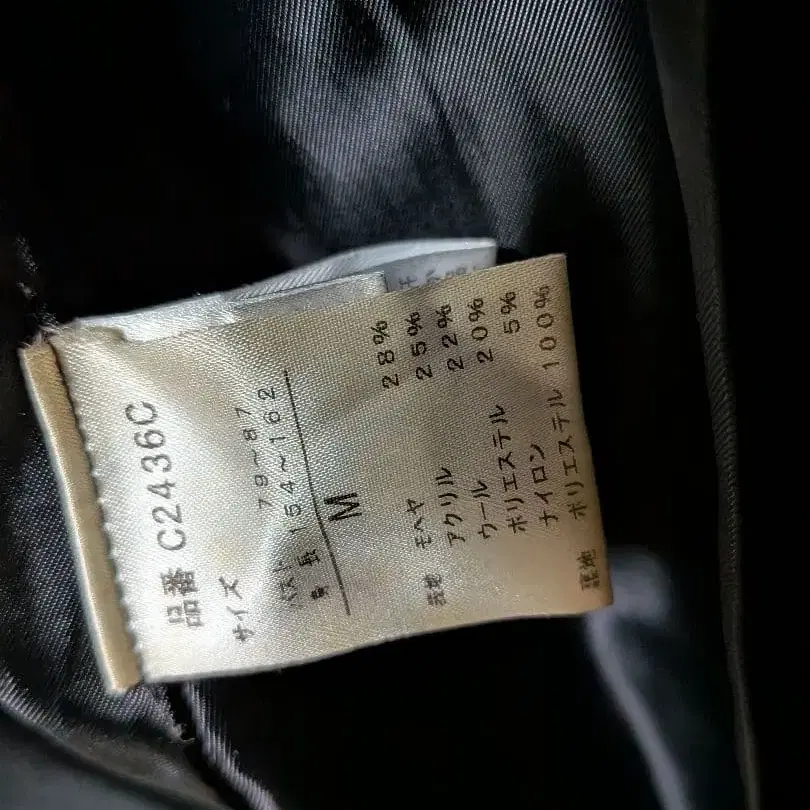 品番 C2436C
サイズ
バスト 79~87
身長 154~162
M
表地 モヘヤ 28%
アクリル 25%
ウール 22%
ポリエステル 20%
ナイロン 5%
裏地 ポリエステル 100%